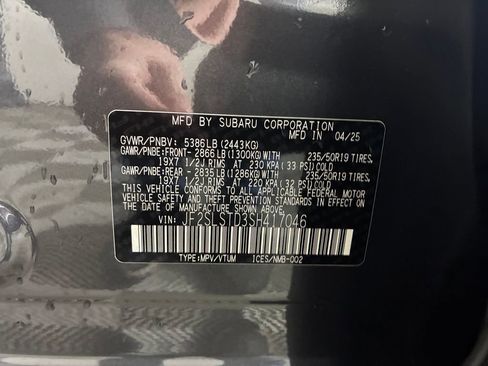 MFD BY SUBARU CORPORATION
MFD IN 04/25
GVWR/PNBV: 5386LB (2443KG)
GAWR/PNBE: FRONT- 2866LB (1300KG) WITH 235/50R19 TIRES,
19X7 1/2J RIMS AT 230 KPA (33 PSI) COLD
GAWR/PNBE: REAR - 2835LB (1286KG) WITH 235/50R19 TIRES,
19X7 1/2J RIMS AT 220 KPA (32 PSI) COLD
THIS VEHICLE CONFORMS TO ALL APPLICABLE FEDERAL MOTOR
VEHICLE SAFETY AND BUMPER STANDARDS IN EFFECT ON THE
DATE OF MANUFACTURE SHOWN ABOVE.
VIN: JF2SLSTD3SH417046
TYPE:MPV/VTUM ICES/NMB-002